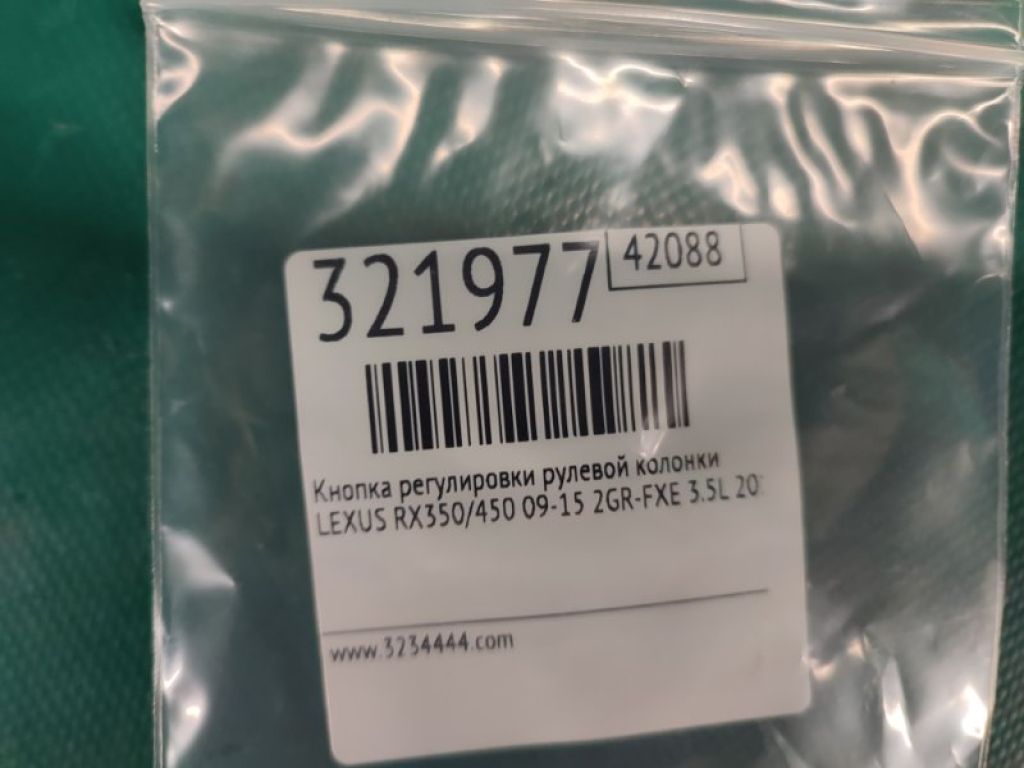 321977
42088
Кнопка регулировки рулевой колонки
LEXUS RX350/450 09-15 2GR-FXE 3.5L
www.3234444.com